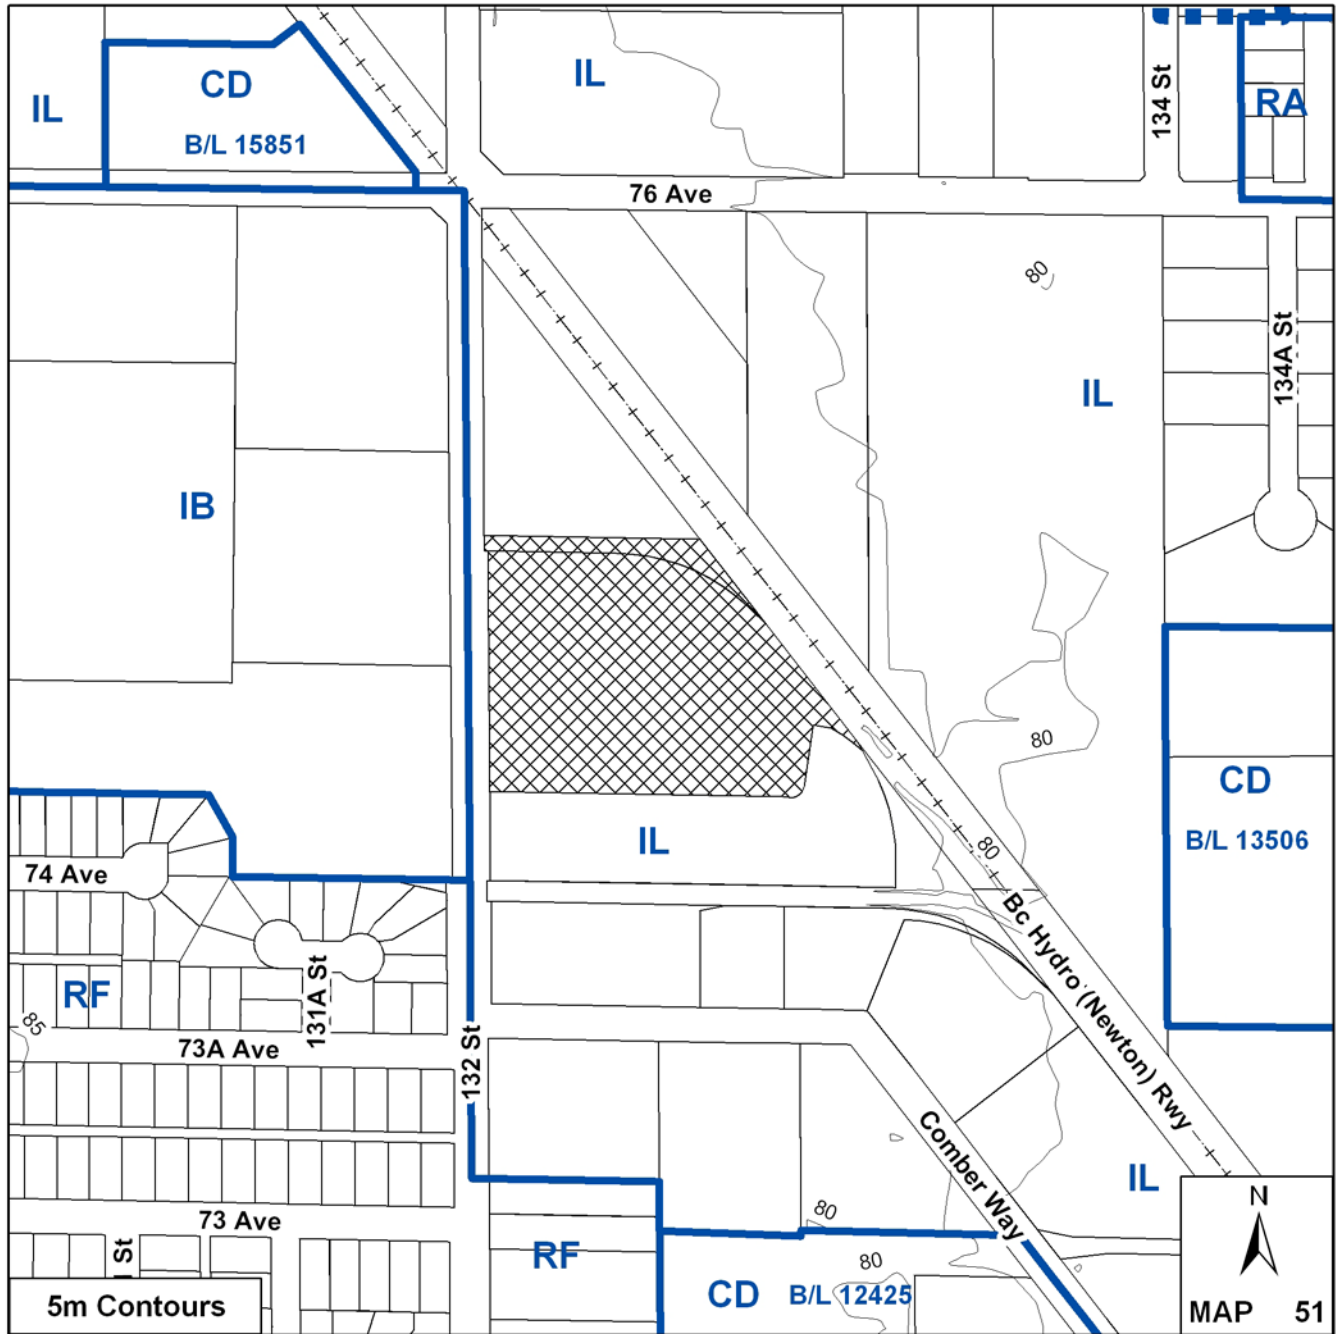 IL
CD
B/L 15851
IL
134 St
RA
76 Ave
80
134A St
IL
IB
80
CD
B/L 13506
IL
80
74 Ave
Bc Hydro (Newton) Rwy
RF
131A St
85
73A Ave
132 St
Comber Way
IL
73 Ave
80
RF
80
CD
B/L 12425
St
5m Contours
N
MAP 51